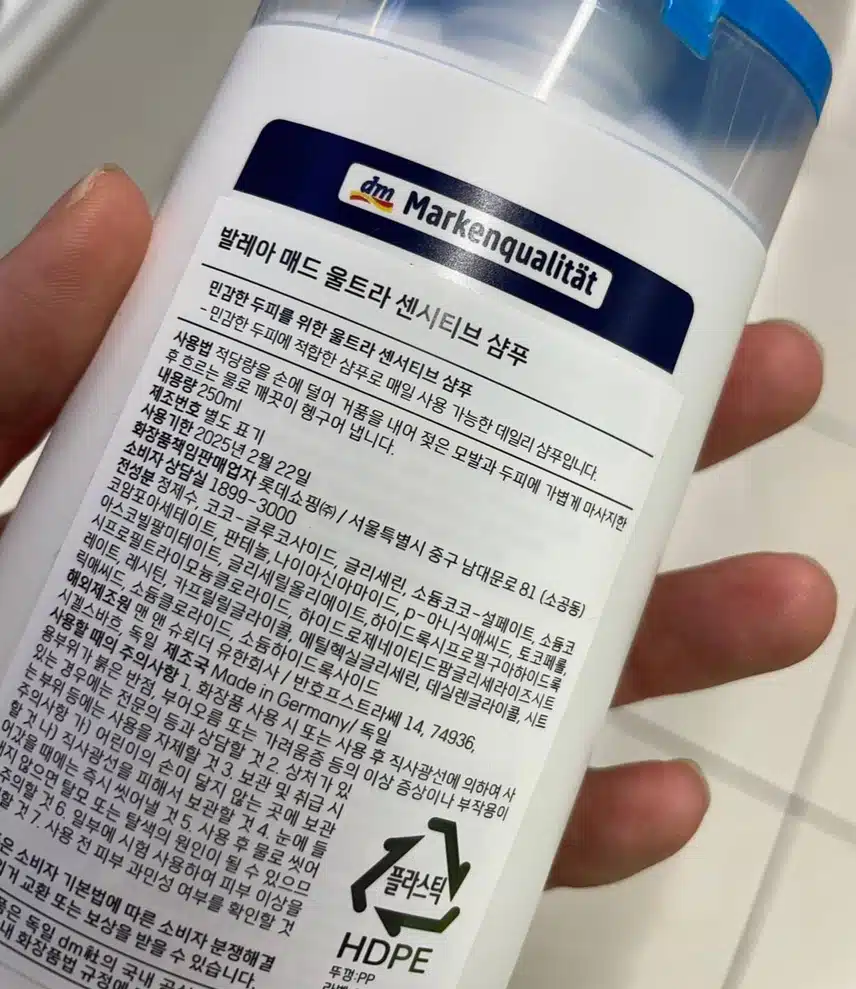 dm Markenqualität
발레아 매드 울트라 센시티브 샴푸
민감한 두피를 위한 울트라 센서티브 샴푸
- 민감한 두피에 적합한 샴푸로 매일 사용 가능한 데일리 샴푸입니다.
사용법 적당량을 손에 덜어 거품을 내어 젖은 모발과 두피에 가볍게 마사지한
후 흐르는 물로 깨끗이 헹구어 냅니다.
내용량 250ml
제조번호 별도 표기
사용기한 2025년 2월 22일
화장품책임판매업자 롯데쇼핑㈜ / 서울특별시 중구 남대문로 81 (소공동)
소비자 상담실 1899-3000
전성분 정제수, 코코-글루코사이드, 글리세린, 소듐코코-설페이트, 소듐코
코암포아세테이트, 판테놀, 나이아신아마이드, p-아니식애씨드, 토코페롤,
아스코빌팔미테이트, 글리세릴올리에이트, 하이드록시프로필구아하이드록
시프로필트라이모늄클로라이드, 하이드로제네이티드팜글리세라이즈시트
레이트, 레시틴, 카프릴릴글라이콜, 에틸헥실글리세린, 데실렌글라이콜, 시트
릭애씨드, 소듐클로라이드, 소듐하이드록사이드
해외제조원 맨 앤 슈뢰더 유한회사 / 반호프스트라쎄 14, 74936,
시겔스바흐, 독일 제조국 Made in Germany/ 독일
사용할 때의 주의사항 1. 화장품 사용 시 또는 사용 후 직사광선에 의하여 사
용부위가 붉은 반점, 부어오름 또는 가려움증 등의 이상 증상이나 부작용이
있는 경우에는 전문의 등과 상담할 것 2. 상처가 있
는 부위 등에는 사용을 자제할 것 3. 보관 및 취급 시
주의사항 가) 어린이의 손이 닿지 않는 곳에 보관
할 것 나) 직사광선을 피해서 보관할 것 4. 눈에 들
어갔을 때에는 즉시 씻어낼 것 5. 사용 후 물로 씻어
내지 않으면 탈모 또는 탈색의 원인이 될 수 있으므
주의할 것 6. 일부에 시험 사용하여 피부 이상을
할 것 7. 사용 전 피부 과민성 여부를 확인할 것
은 소비자 기본법에 따른 소비자 분쟁해결
교환 또는 보상을 받을 수 있습니다.
품은 독일 dm社의 국내
화장품법 규정에
플라스틱
HDPE
뚜껑:PP